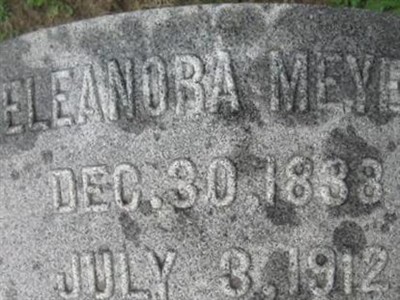 ELEANORA MEYE
DEC. 30. 1838
JULY 3. 1912